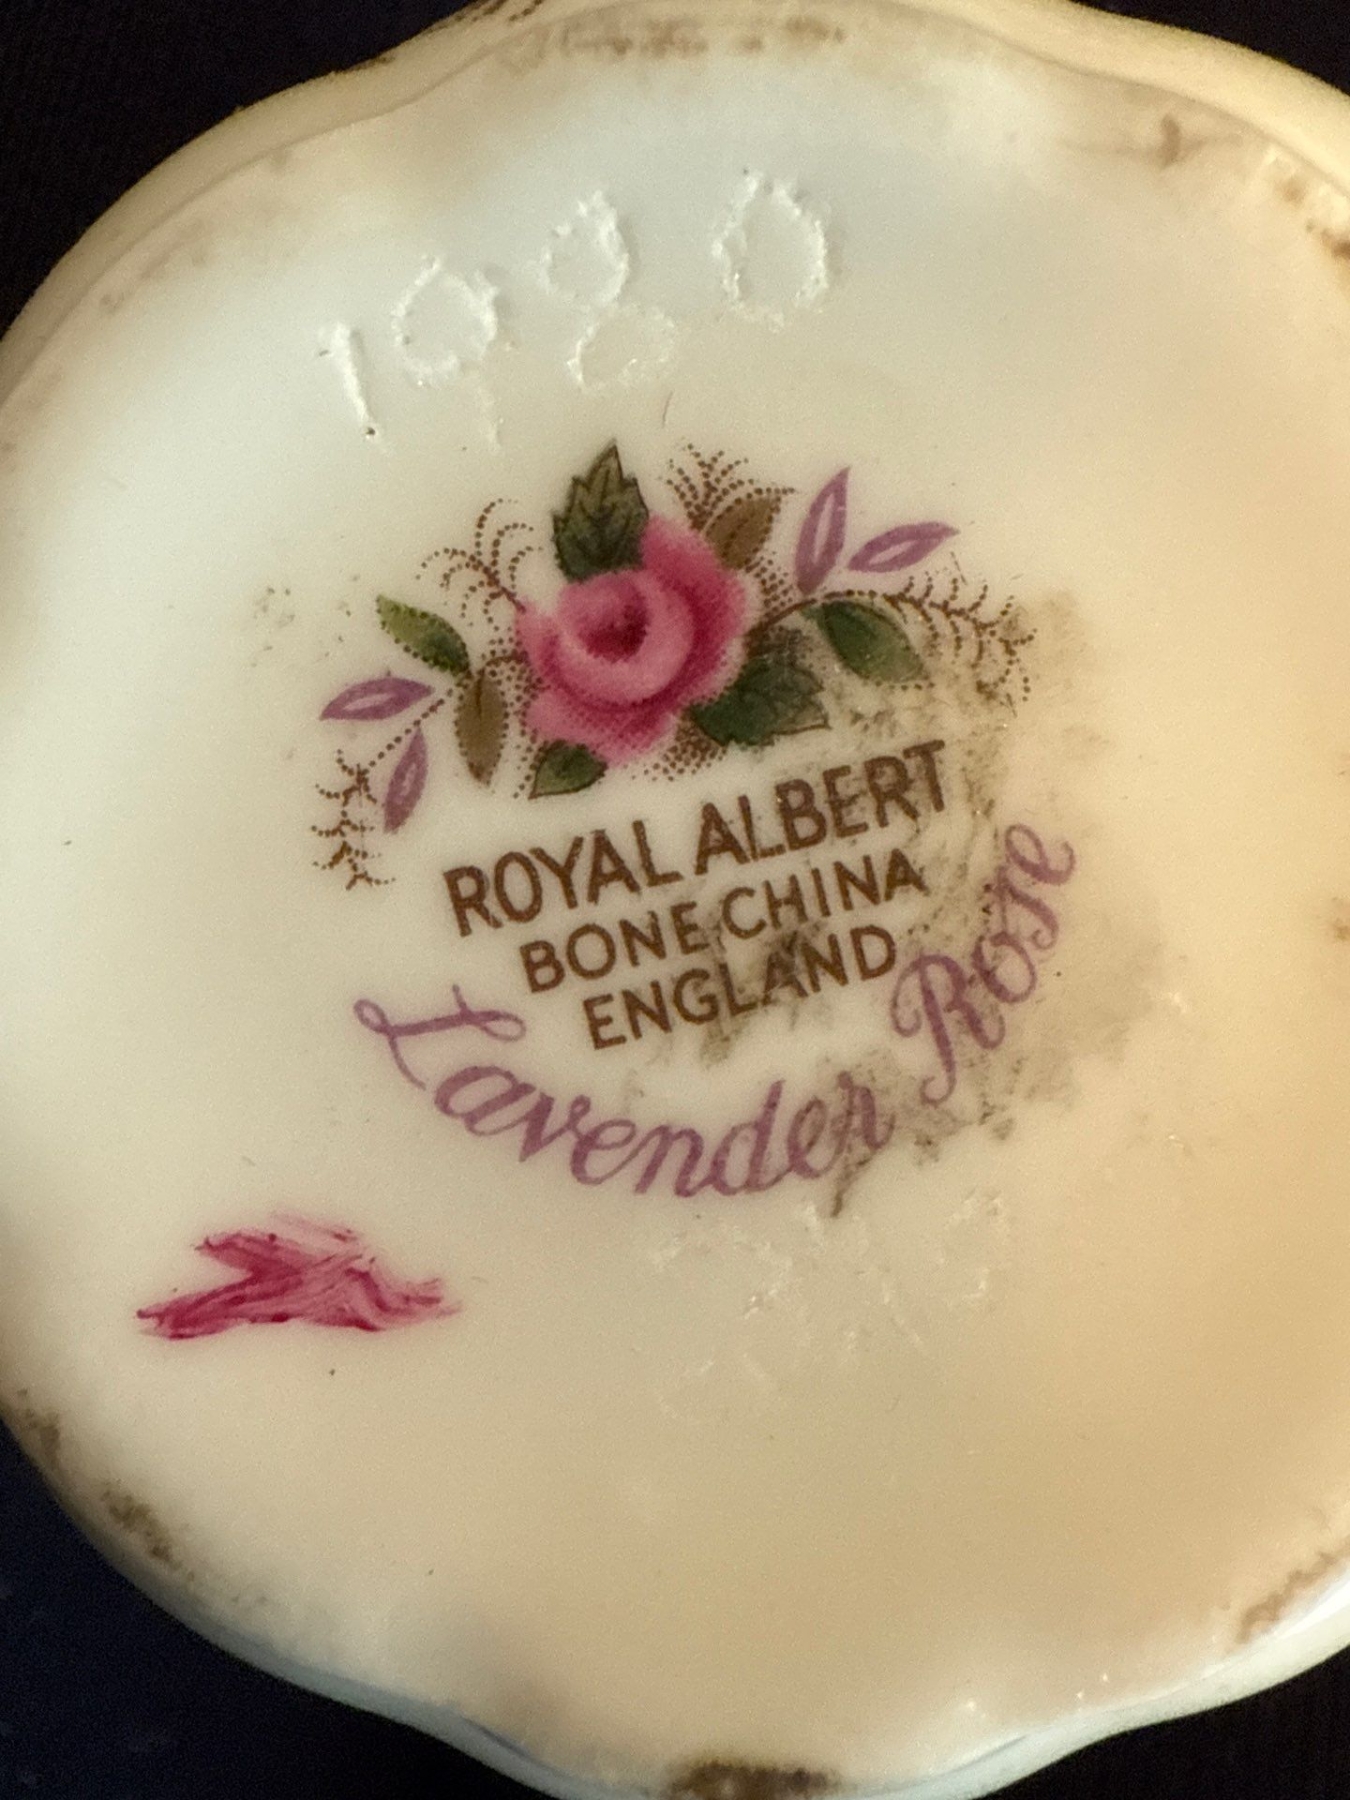 1980
ROYAL ALBERT
BONE CHINA
ENGLAND
Lavender Rose